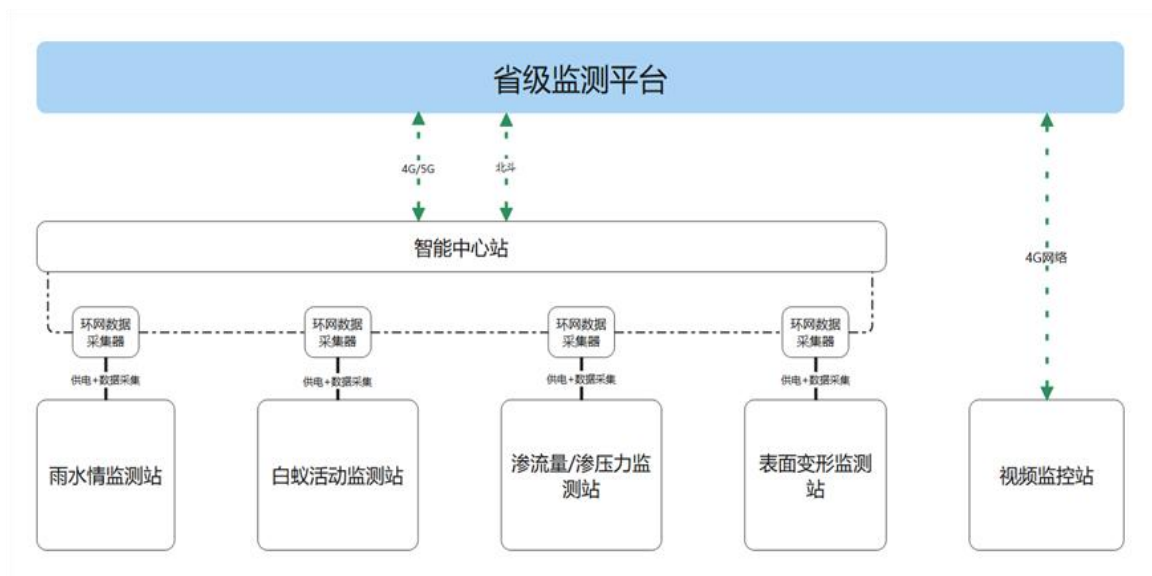 省级监测平台
4G/5G
北斗
智能中心站
4G网络
环网数据
采集器
环网数据
采集器
环网数据
采集器
环网数据
采集器
供电+数据采集
供电+数据采集
供电+数据采集
供电+数据采集
雨水情监测站
白蚁活动监测站
渗流量/渗压力监
测站
表面变形监测
站
视频监控站